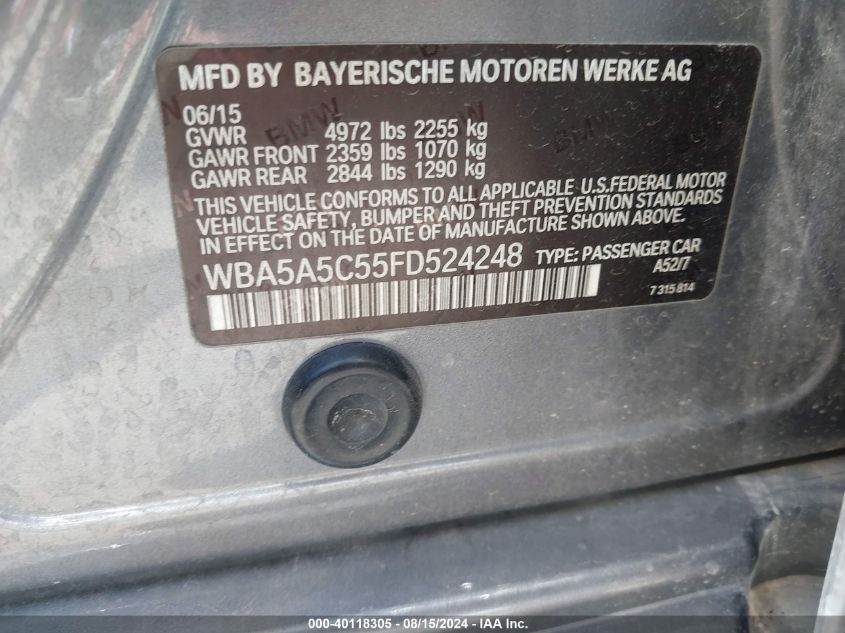 MFD BY BAYERISCHE MOTOREN WERKE AG
06/15
GVWR 4972 lbs 2255 kg
GAWR FRONT 2359 lbs 1070 kg
GAWR REAR 2844 lbs 1290 kg
THIS VEHICLE CONFORMS TO ALL APPLICABLE U.S.FEDERAL MOTOR
VEHICLE SAFETY, BUMPER AND THEFT PREVENTION STANDARDS
IN EFFECT ON THE DATE OF MANUFACTURE SHOWN ABOVE.
WBA5A5C55FD524248 TYPE: PASSENGER CAR
A52/7
7 315 814
BMW
000-40118305 - 08/15/2024 - IAA Inc.